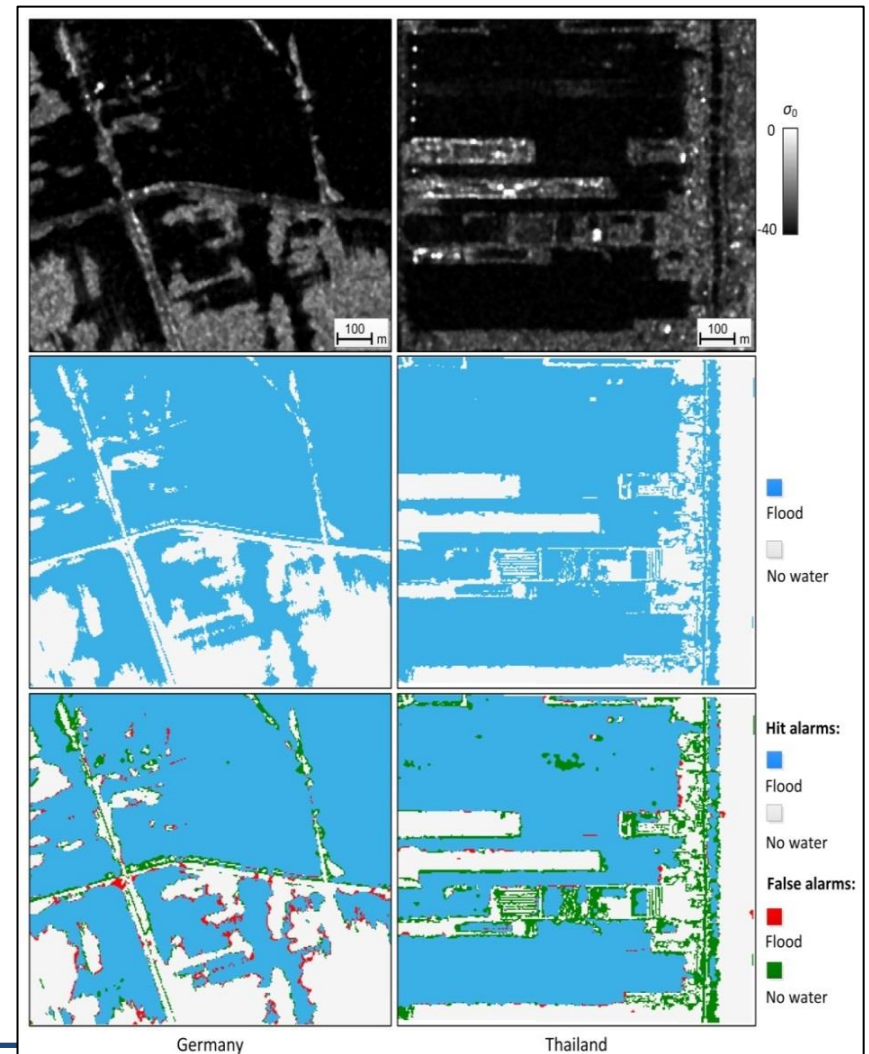 σ0
0
-40
100
m
100
m
Flood
No water
Hit alarms:
Flood
No water
False alarms:
Flood
No water
Germany
Thailand